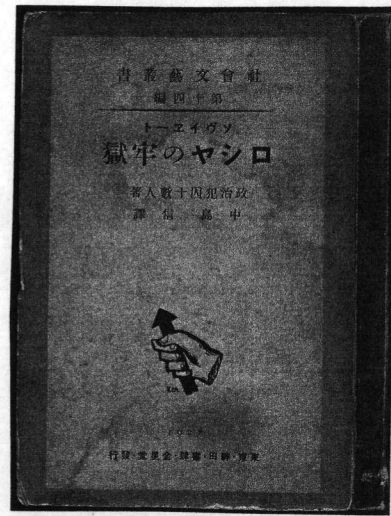 社會文藝叢書
第十四編
ソヴイヱート
ロシヤの牢獄
政治犯囚十數人著
中島 信譯
東京・神田・書肆・金星堂・發行